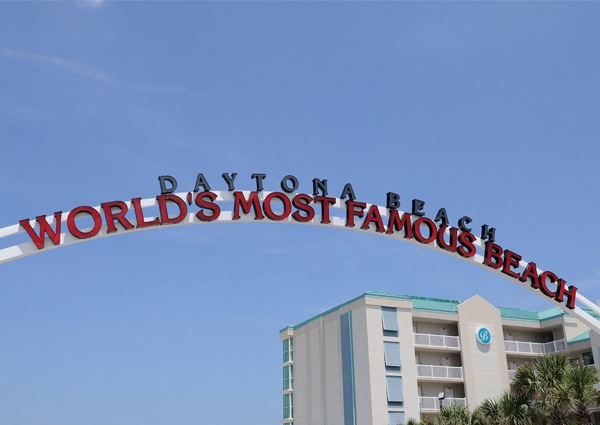 DAYTONA BEACH
WORLD'S MOST FAMOUS BEACH
B